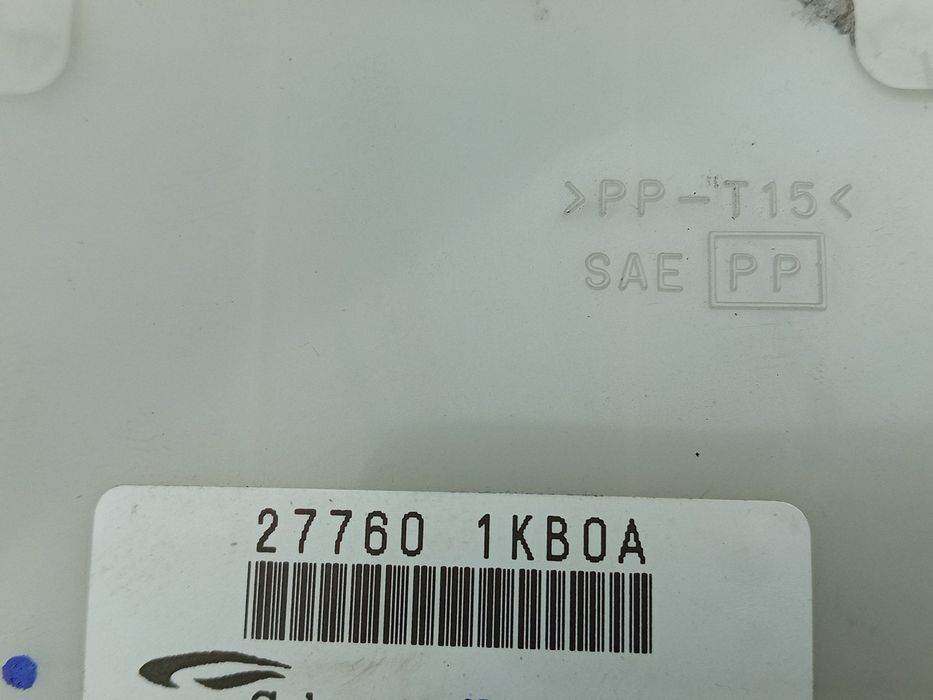 >PP-T15<
SAE PP
27760 1KB0A